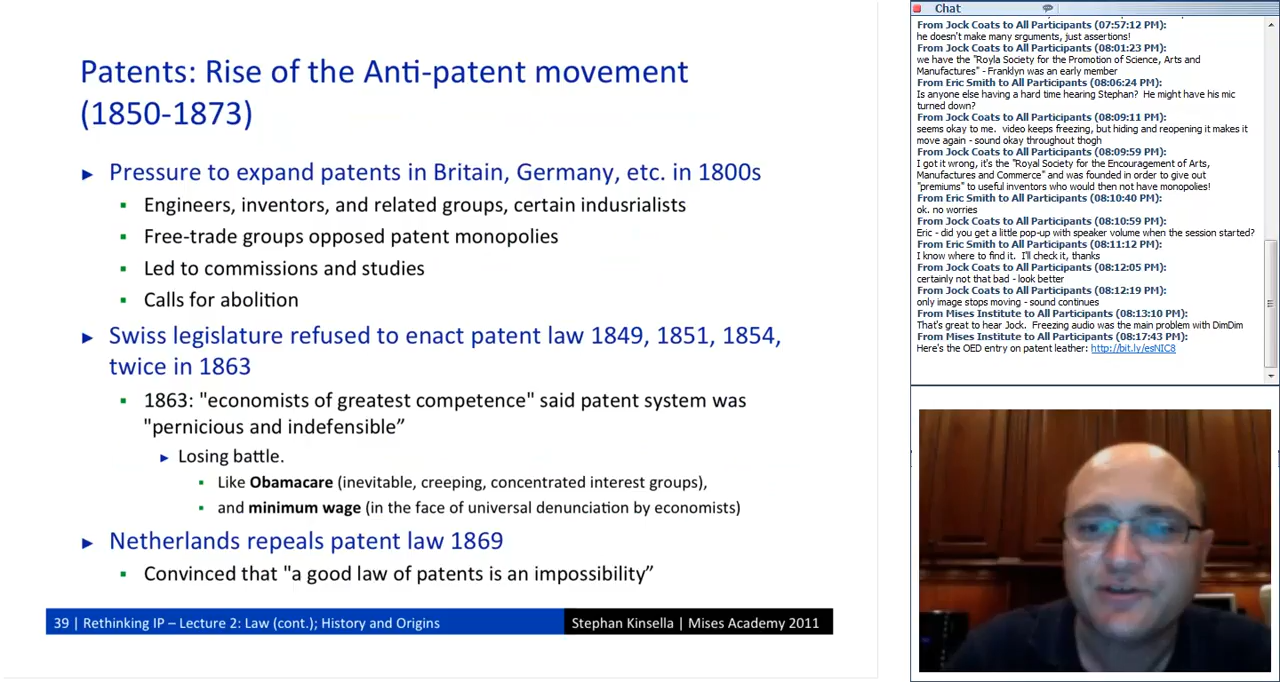 Patents: Rise of the Anti-patent movement
(1850-1873)
► Pressure to expand patents in Britain, Germany, etc. in 1800s
▪ Engineers, inventors, and related groups, certain indusrialists
▪ Free-trade groups opposed patent monopolies
▪ Led to commissions and studies
▪ Calls for abolition
► Swiss legislature refused to enact patent law 1849, 1851, 1854,
twice in 1863
▪ 1863: "economists of greatest competence" said patent system was
"pernicious and indefensible”
► Losing battle.
▪ Like Obamacare (inevitable, creeping, concentrated interest groups),
▪ and minimum wage (in the face of universal denunciation by economists)
► Netherlands repeals patent law 1869
▪ Convinced that "a good law of patents is an impossibility”
39 | Rethinking IP – Lecture 2: Law (cont.); History and Origins
Stephan Kinsella | Mises Academy 2011
Chat
From Jock Coats to All Participants (07:57:12 PM):
he doesn't make many srguments, just assertions!
From Jock Coats to All Participants (08:01:23 PM):
we have the "Royla Society for the Promotion of Science, Arts and
Manufactures" - Franklyn was an early member
From Eric Smith to All Participants (08:06:24 PM):
Is anyone else having a hard time hearing Stephan? He might have his mic
turned down?
From Jock Coats to All Participants (08:09:11 PM):
seems okay to me. video keeps freezing, but hiding and reopening it makes it
move again - sound okay throughout thogh
From Jock Coats to All Participants (08:09:59 PM):
I got it wrong, it's the "Royal Society for the Encouragement of Arts,
Manufactures and Commerce" and was founded in order to give out
"premiums" to useful inventors who would then not have monopolies!
From Eric Smith to All Participants (08:10:40 PM):
ok. no worries
From Jock Coats to All Participants (08:10:59 PM):
Eric - did you get a little pop-up with speaker volume when the session started?
From Eric Smith to All Participants (08:11:12 PM):
I know where to find it. I'll check it, thanks
From Jock Coats to All Participants (08:12:05 PM):
certainly not that bad - look better
From Jock Coats to All Participants (08:12:19 PM):
only image stops moving - sound continues
From Mises Institute to All Participants (08:13:10 PM):
That's great to hear Jock. Freezing audio was the main problem with DimDim
From Mises Institute to All Participants (08:17:43 PM):
Here's the OED entry on patent leather: http://bit.ly/esNIC8